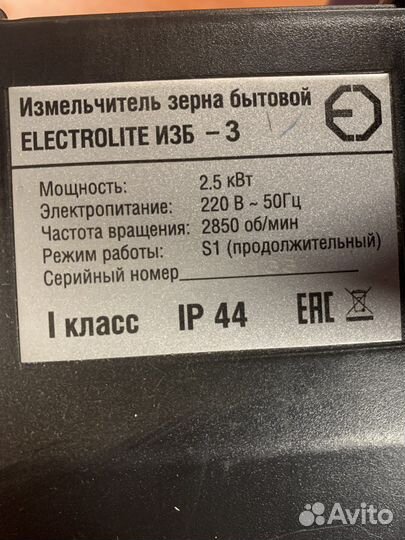 Измельчитель зерна бытовой
ELECTROLITE ИЗБ - 3
Мощность: 2.5 кВт
Электропитание: 220 В ~ 50Гц
Частота вращения: 2850 об/мин
Режим работы: S1 (продолжительный)
Серийный номер
I класс IP 44 EAC
Avito